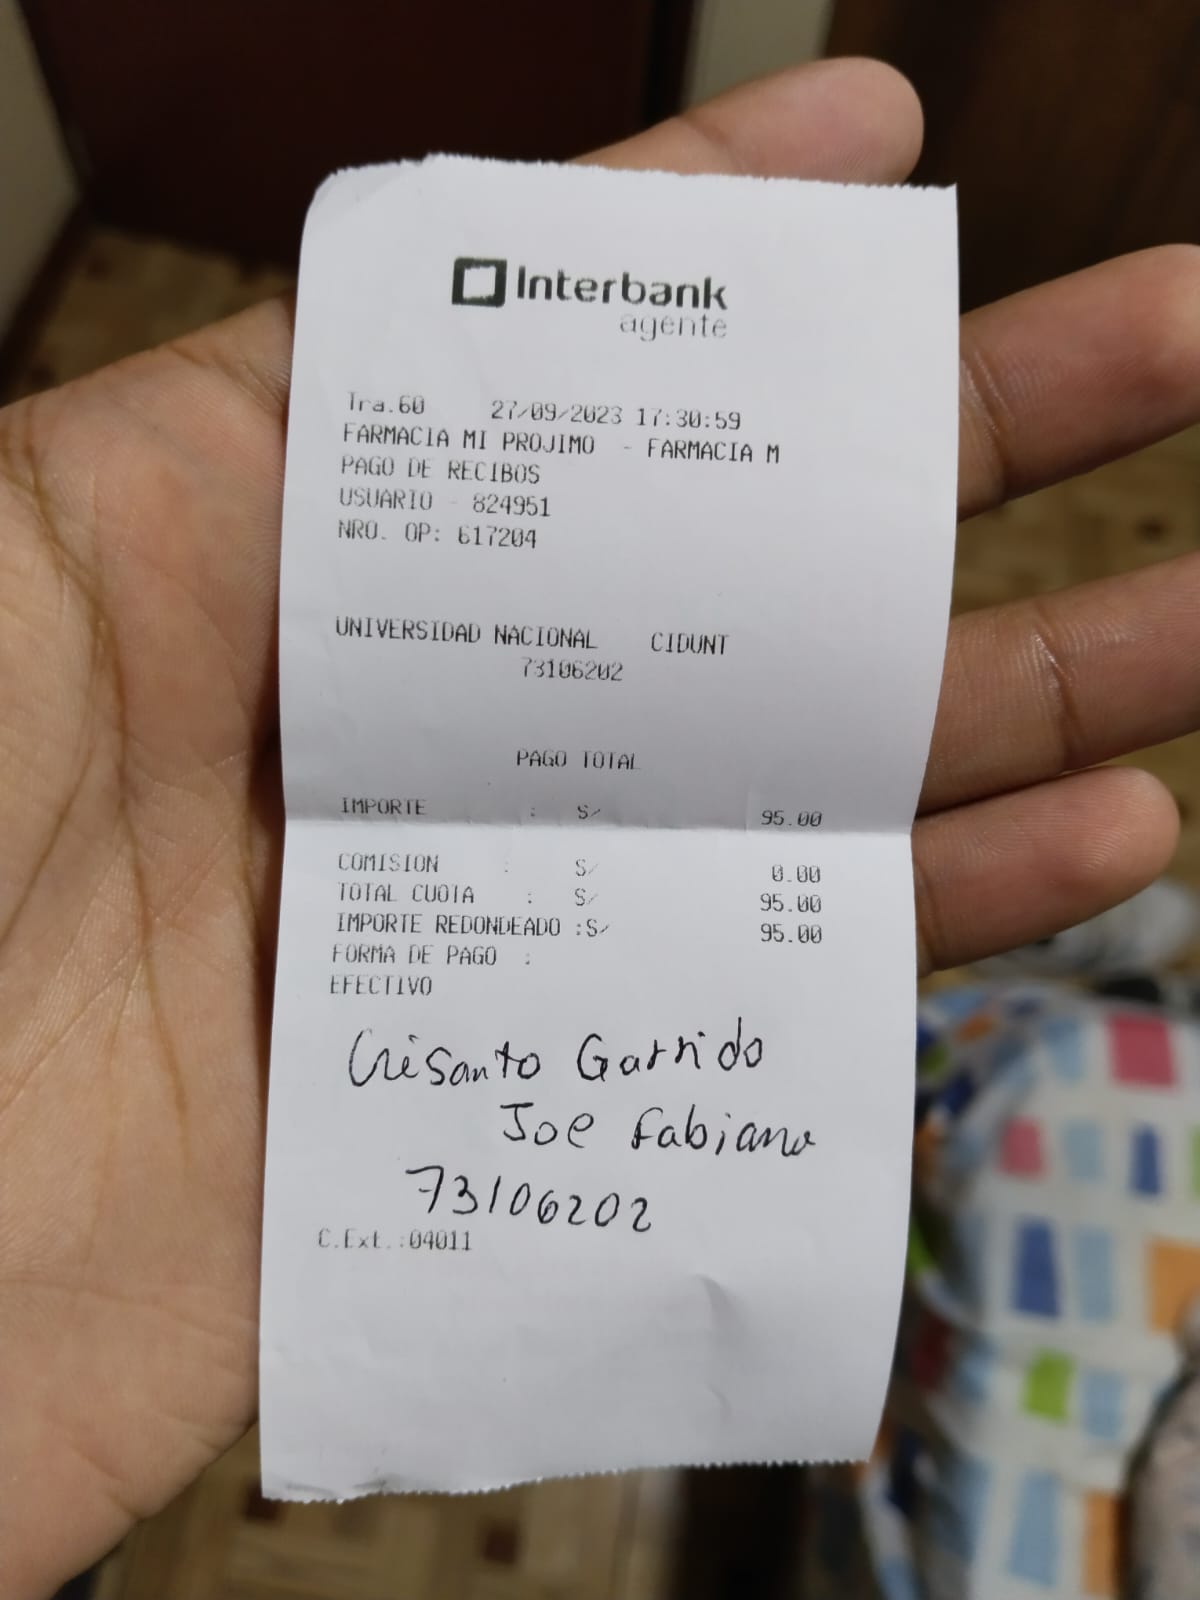 Interbank
agente
Tra.60 27/09/2023 17:30:59
FARMACIA MI PROJIMO - FARMACIA M
PAGO DE RECIBOS
USUARIO - 824951
NRO. OP: 617204
UNIVERSIDAD NACIONAL CIDUNT
73106202
PAGO TOTAL
IMPORTE : S/ 95.00
COMISION : S/ 0.00
TOTAL CUOTA : S/ 95.00
IMPORTE REDONDEADO :S/ 95.00
FORMA DE PAGO :
EFECTIVO
Crisanto Garrido
Joe Fabiano
73106202
C.Ext.:04011